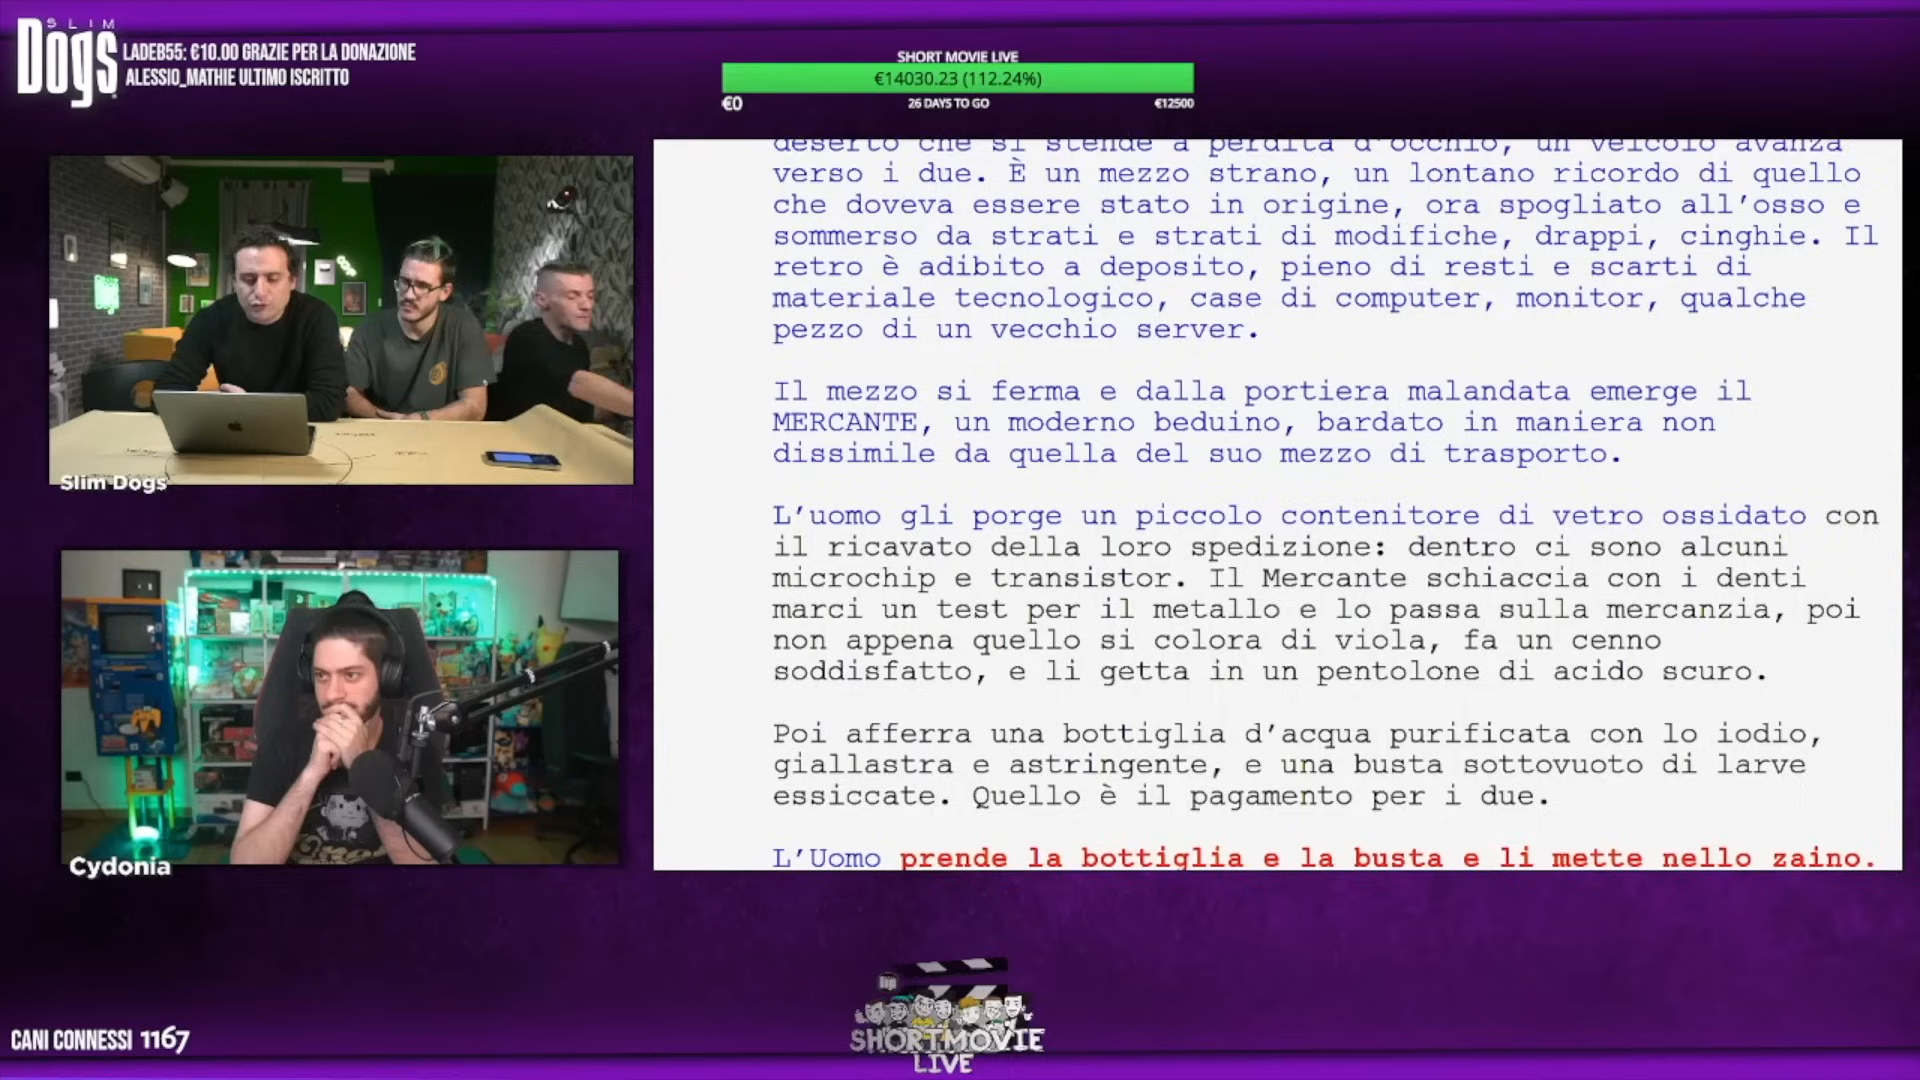 SLIM
Dogs
LADEB55: €10.00 GRAZIE PER LA DONAZIONE
ALESSIO_MATHIE ULTIMO ISCRITTO
SHORT MOVIE LIVE
€14030.23 (112.24%)
€0
26 DAYS TO GO
€12500
Slim Dogs
Cydonia
deserto che si stende a perdita d'occhio, un veicolo avanza
verso i due. È un mezzo strano, un lontano ricordo di quello
che doveva essere stato in origine, ora spogliato all'osso e
sommerso da strati e strati di modifiche, drappi, cinghie. Il
retro è adibito a deposito, pieno di resti e scarti di
materiale tecnologico, case di computer, monitor, qualche
pezzo di un vecchio server.
Il mezzo si ferma e dalla portiera malandata emerge il
MERCANTE, un moderno beduino, bardato in maniera non
dissimile da quella del suo mezzo di trasporto.
L'uomo gli porge un piccolo contenitore di vetro ossidato con
il ricavato della loro spedizione: dentro ci sono alcuni
microchip e transistor. Il Mercante schiaccia con i denti
marci un test per il metallo e lo passa sulla mercanzia, poi
non appena quello si colora di viola, fa un cenno
soddisfatto, e li getta in un pentolone di acido scuro.
Poi afferra una bottiglia d'acqua purificata con lo iodio,
giallastra e astringente, e una busta sottovuoto di larve
essiccate. Quello è il pagamento per i due.
L'Uomo prende la bottiglia e la busta e li mette nello zaino.
SHORTMOVIE
LIVE
CANI CONNESSI 1167